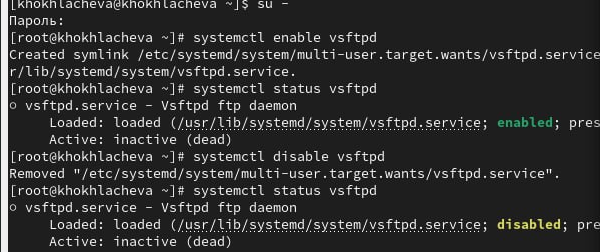 [khokhlacheva@khokhlacheva ~]$ su -
Пароль:
[root@khokhlacheva ~]# systemctl enable vsftpd
Created symlink /etc/systemd/system/multi-user.target.wants/vsftpd.service
r/lib/systemd/system/vsftpd.service.
[root@khokhlacheva ~]# systemctl status vsftpd
○ vsftpd.service - Vsftpd ftp daemon
Loaded: loaded (/usr/lib/systemd/system/vsftpd.service; enabled; pres
Active: inactive (dead)
[root@khokhlacheva ~]# systemctl disable vsftpd
Removed "/etc/systemd/system/multi-user.target.wants/vsftpd.service".
[root@khokhlacheva ~]# systemctl status vsftpd
○ vsftpd.service - Vsftpd ftp daemon
Loaded: loaded (/usr/lib/systemd/system/vsftpd.service; disabled; pre
Active: inactive (dead)